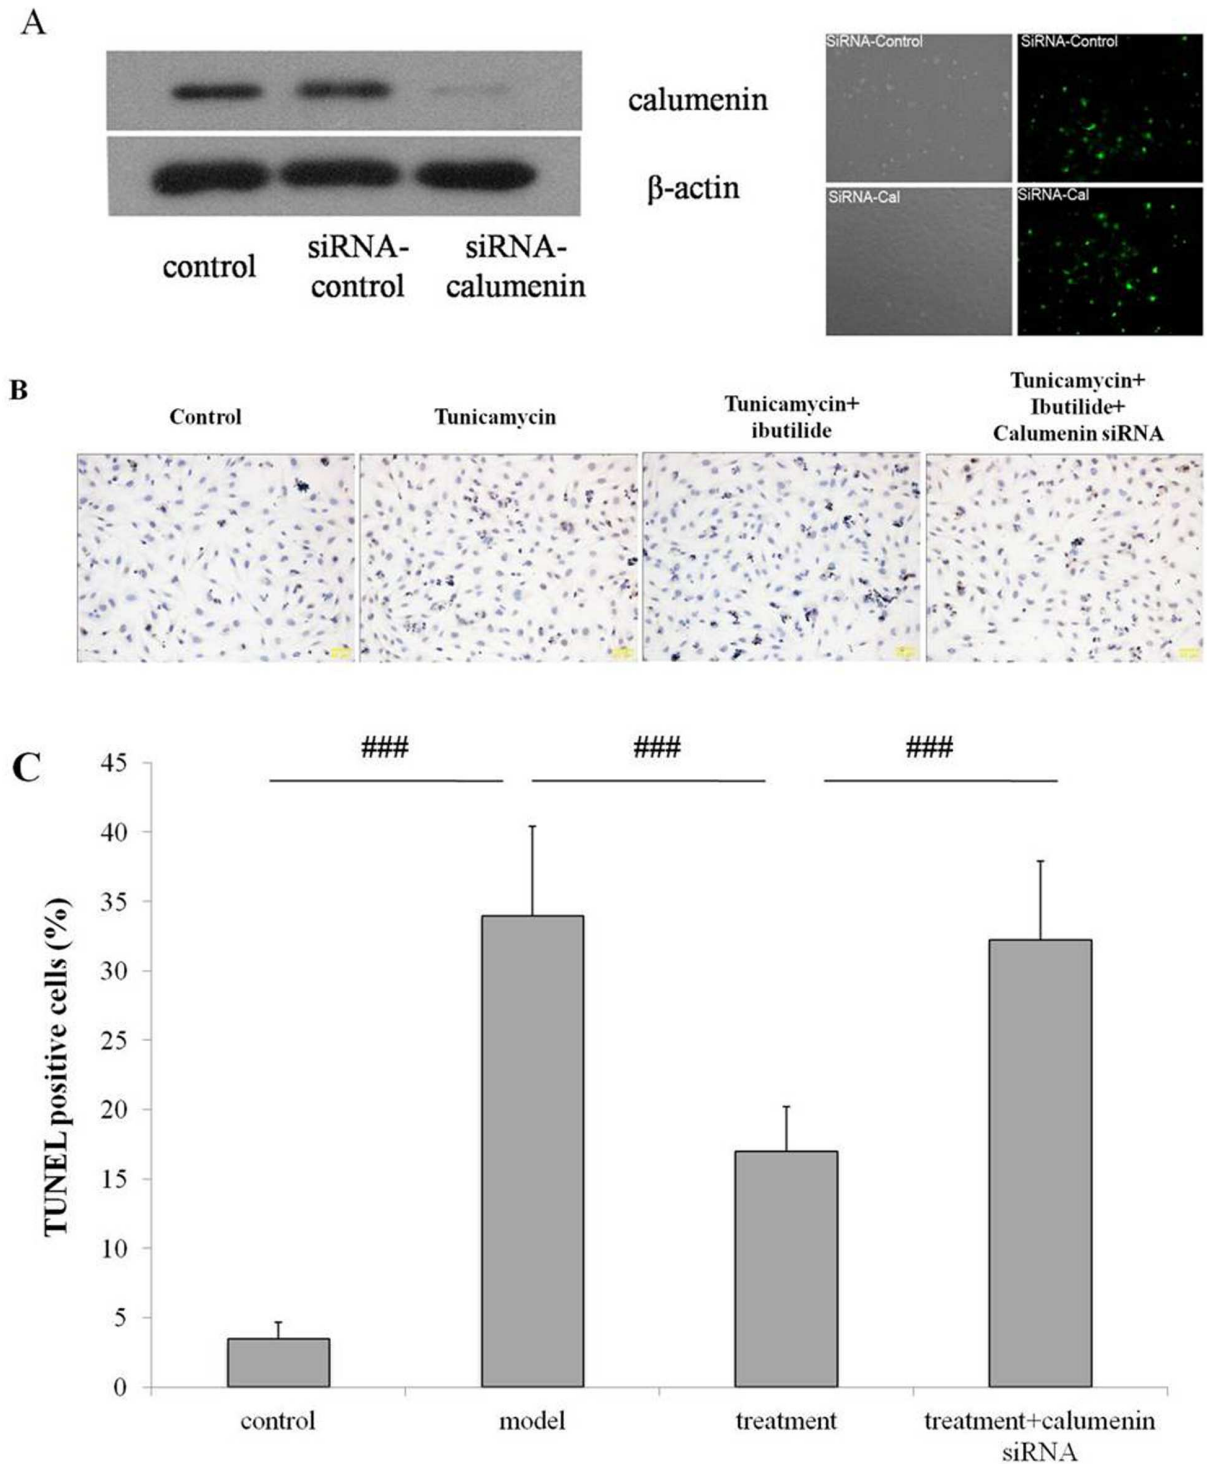 A
calumenin
β-actin
control
siRNA-
control
siRNA-
calumenin
SiRNA-Control
SiRNA-Control
SiRNA-Cal
SiRNA-Cal
B
Control
Tunicamycin
Tunicamycin+
ibutilide
Tunicamycin+
Ibutilide+
Calumenin siRNA
C
###
###
###
TUNEL positive cells (%)
45
40
35
30
25
20
15
10
5
0
control
model
treatment
treatment+calumenin
siRNA